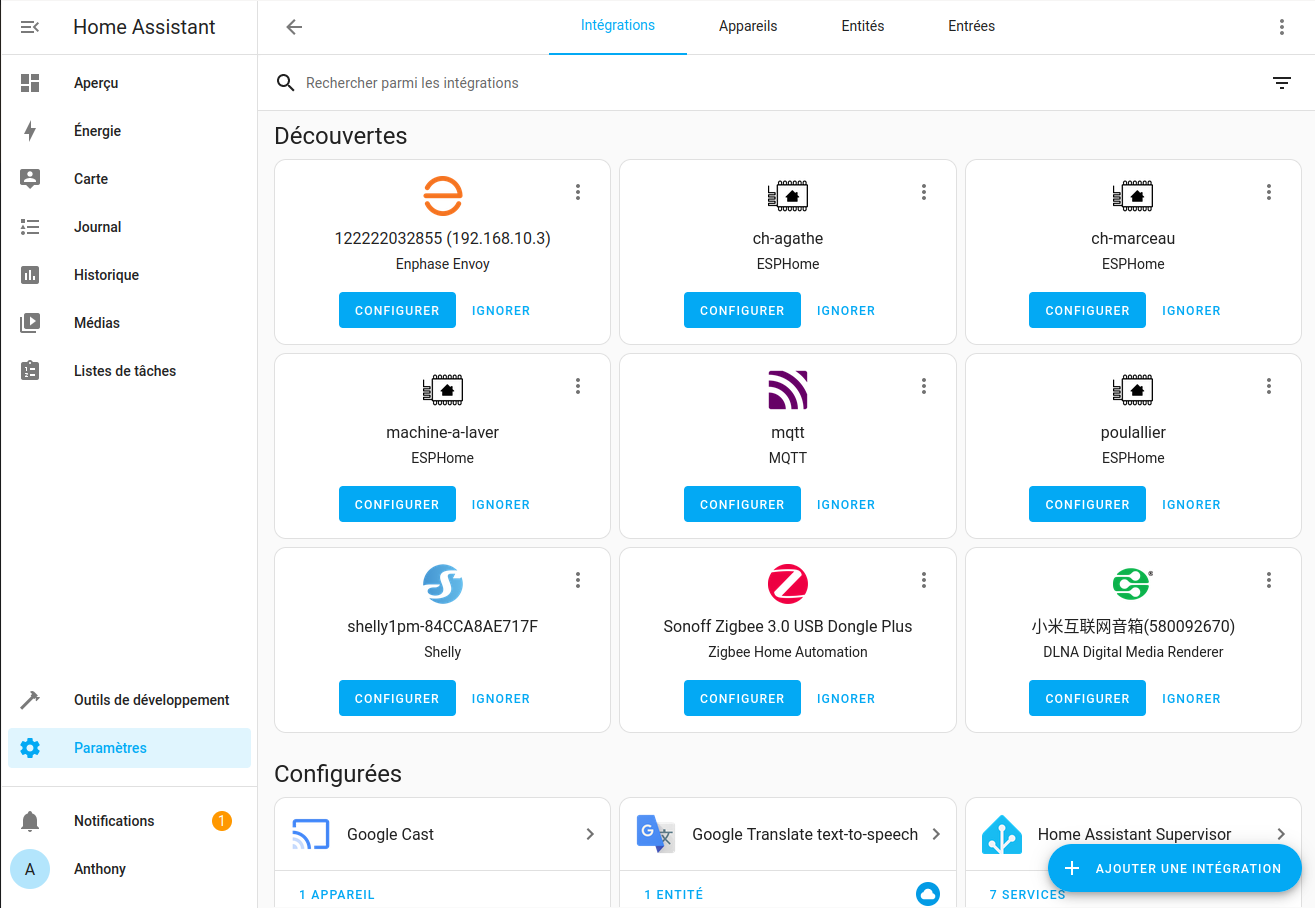 Home Assistant
Aperçu
Énergie
Carte
Journal
Historique
Médias
Listes de tâches
Outils de développement
Paramètres
Notifications
1
A
Anthony
Intégrations
Appareils
Entités
Entrées
Rechercher parmi les intégrations
Découvertes
122222032855 (192.168.10.3)
Enphase Envoy
CONFIGURER
IGNORER
ch-agathe
ESPHome
CONFIGURER
IGNORER
ch-marceau
ESPHome
CONFIGURER
IGNORER
machine-a-laver
ESPHome
CONFIGURER
IGNORER
mqtt
MQTT
CONFIGURER
IGNORER
poulallier
ESPHome
CONFIGURER
IGNORER
shelly1pm-84CCA8AE717F
Shelly
CONFIGURER
IGNORER
Sonoff Zigbee 3.0 USB Dongle Plus
Zigbee Home Automation
CONFIGURER
IGNORER
小米互联网音箱(580092670)
DLNA Digital Media Renderer
CONFIGURER
IGNORER
Configurées
Google Cast
1 APPAREIL
G
文
Google Translate text-to-speech
1 ENTITÉ
Home Assistant Supervisor
7 SERVICES
AJOUTER UNE INTÉGRATION